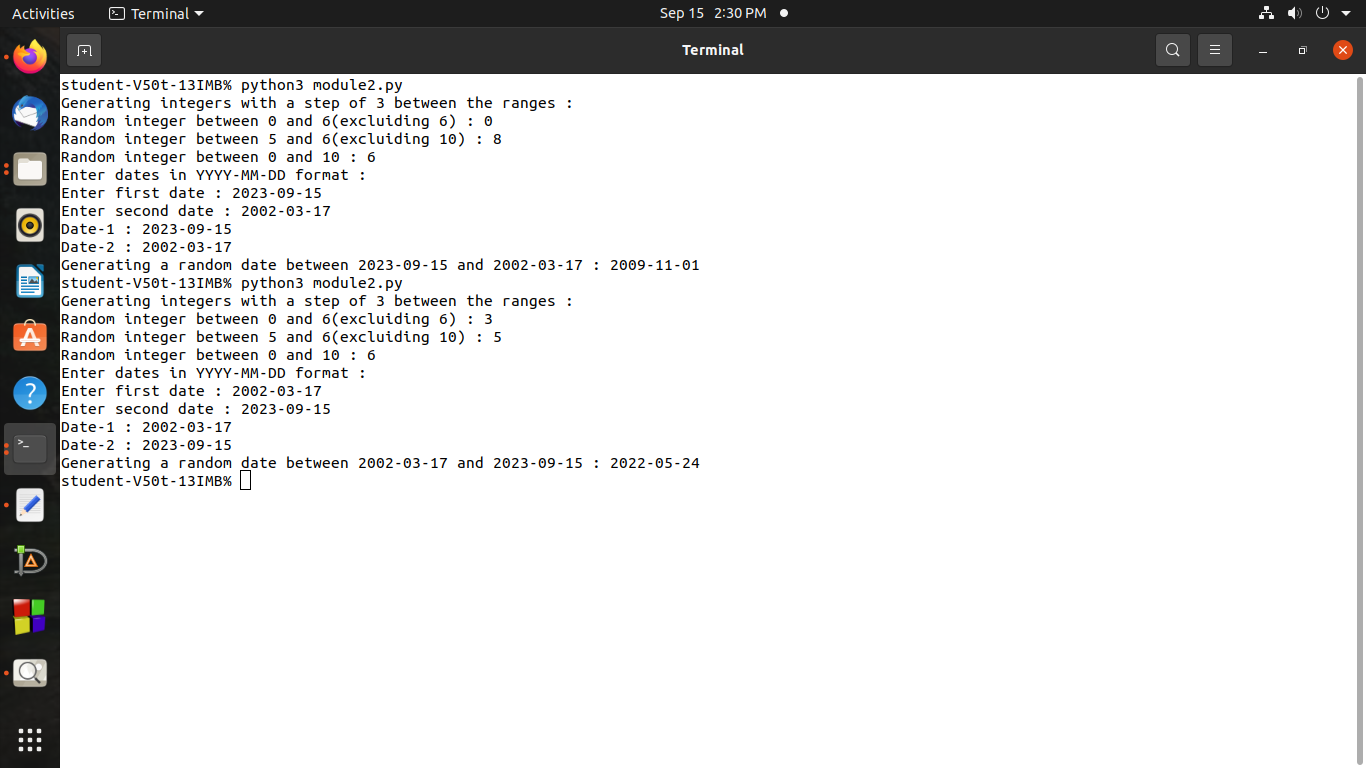 Activities
Terminal
Sep 15 2:30 PM
Terminal
student-V50t-13IMB% python3 module2.py
Generating integers with a step of 3 between the ranges :
Random integer between 0 and 6(excluiding 6) : 0
Random integer between 5 and 6(excluiding 10) : 8
Random integer between 0 and 10 : 6
Enter dates in YYYY-MM-DD format :
Enter first date : 2023-09-15
Enter second date : 2002-03-17
Date-1 : 2023-09-15
Date-2 : 2002-03-17
Generating a random date between 2023-09-15 and 2002-03-17 : 2009-11-01
student-V50t-13IMB% python3 module2.py
Generating integers with a step of 3 between the ranges :
Random integer between 0 and 6(excluiding 6) : 3
Random integer between 5 and 6(excluiding 10) : 5
Random integer between 0 and 10 : 6
Enter dates in YYYY-MM-DD format :
Enter first date : 2002-03-17
Enter second date : 2023-09-15
Date-1 : 2002-03-17
Date-2 : 2023-09-15
Generating a random date between 2002-03-17 and 2023-09-15 : 2022-05-24
student-V50t-13IMB%